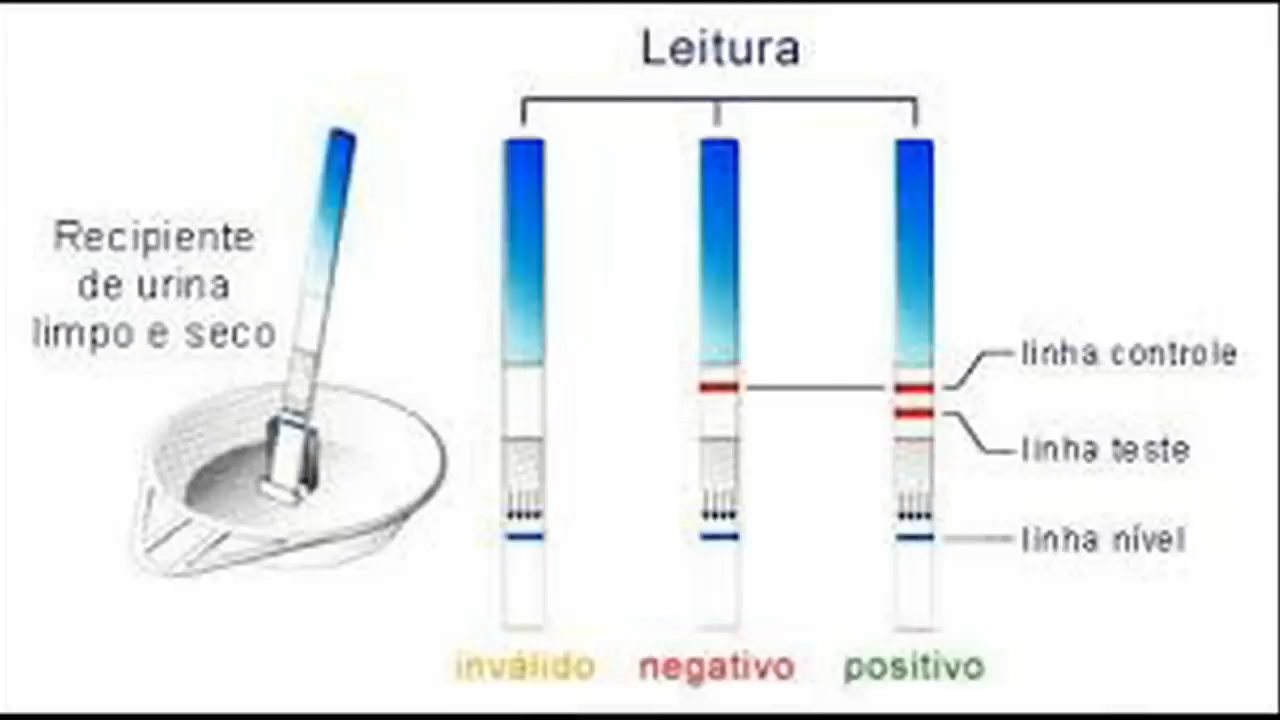 Leitura
Recipiente
de urina
limpo e seco
linha controle
linha teste
linha nível
inválido
negativo
positivo